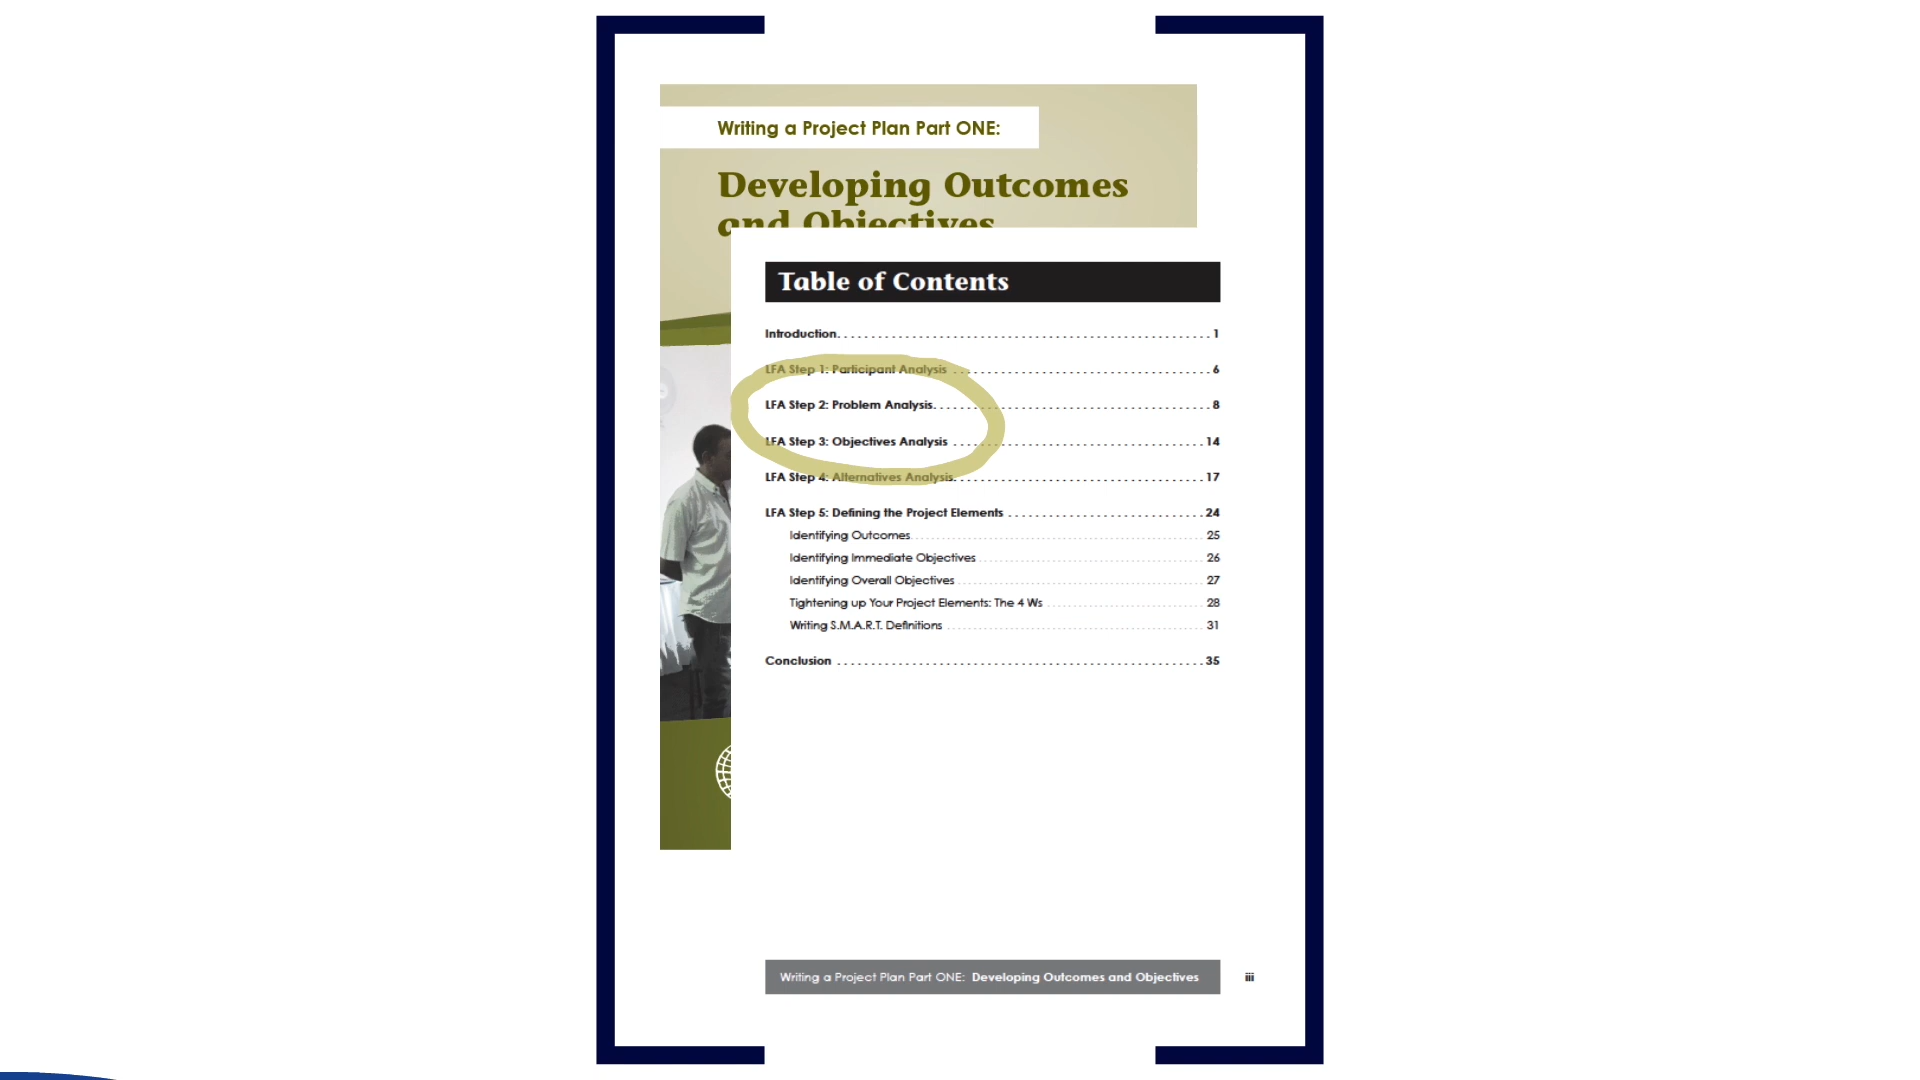 Writing a Project Plan Part ONE:
Developing Outcomes
and Objectives
Table of Contents
Introduction. . . . . . . . . . . . . . . . . . . . . . . . . . . . . . . . . . . . . . . . . . . . . . . . . . . . . . . 1
LFA Step 1: Participant Analysis . . . . . . . . . . . . . . . . . . . . . . . . . . . . . . . . . . . . . . . 6
LFA Step 2: Problem Analysis. . . . . . . . . . . . . . . . . . . . . . . . . . . . . . . . . . . . . . . . . 8
LFA Step 3: Objectives Analysis . . . . . . . . . . . . . . . . . . . . . . . . . . . . . . . . . . . . . . 14
LFA Step 4: Alternatives Analysis. . . . . . . . . . . . . . . . . . . . . . . . . . . . . . . . . . . . . 17
LFA Step 5: Defining the Project Elements . . . . . . . . . . . . . . . . . . . . . . . . . . . . . 24
Identifying Outcomes . . . . . . . . . . . . . . . . . . . . . . . . . . . . . . . . . . . . . . . . . . 25
Identifying Immediate Objectives . . . . . . . . . . . . . . . . . . . . . . . . . . . . . . . . 26
Identifying Overall Objectives . . . . . . . . . . . . . . . . . . . . . . . . . . . . . . . . . . . 27
Tightening up Your Project Elements: The 4 Ws . . . . . . . . . . . . . . . . . . . . . . 28
Writing S.M.A.R.T. Definitions . . . . . . . . . . . . . . . . . . . . . . . . . . . . . . . . . . . . . 31
Conclusion . . . . . . . . . . . . . . . . . . . . . . . . . . . . . . . . . . . . . . . . . . . . . . . . . . . . . . 35
Writing a Project Plan Part ONE: Developing Outcomes and Objectives iii